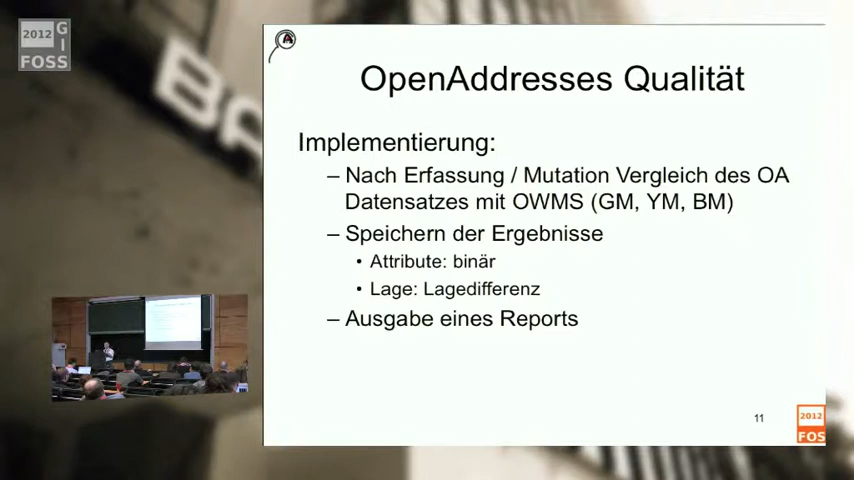 2012 G
I
FOSS
BA
OpenAddresses Qualität
Implementierung:
– Nach Erfassung / Mutation Vergleich des OA
Datensatzes mit OWMS (GM, YM, BM)
– Speichern der Ergebnisse
• Attribute: binär
• Lage: Lagedifferenz
– Ausgabe eines Reports
11
2012
FOS